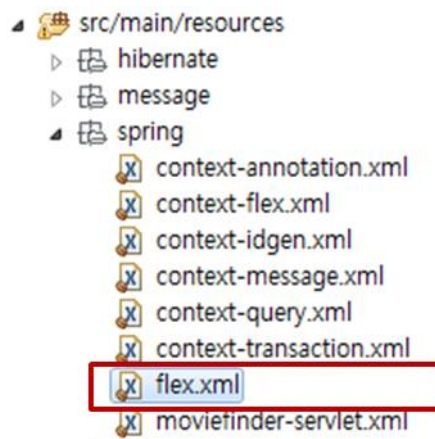 src/main/resources
hibernate
message
spring
context-annotation.xml
context-flex.xml
context-idgen.xml
context-message.xml
context-query.xml
context-transaction.xml
flex.xml
moviefinder-servlet.xml